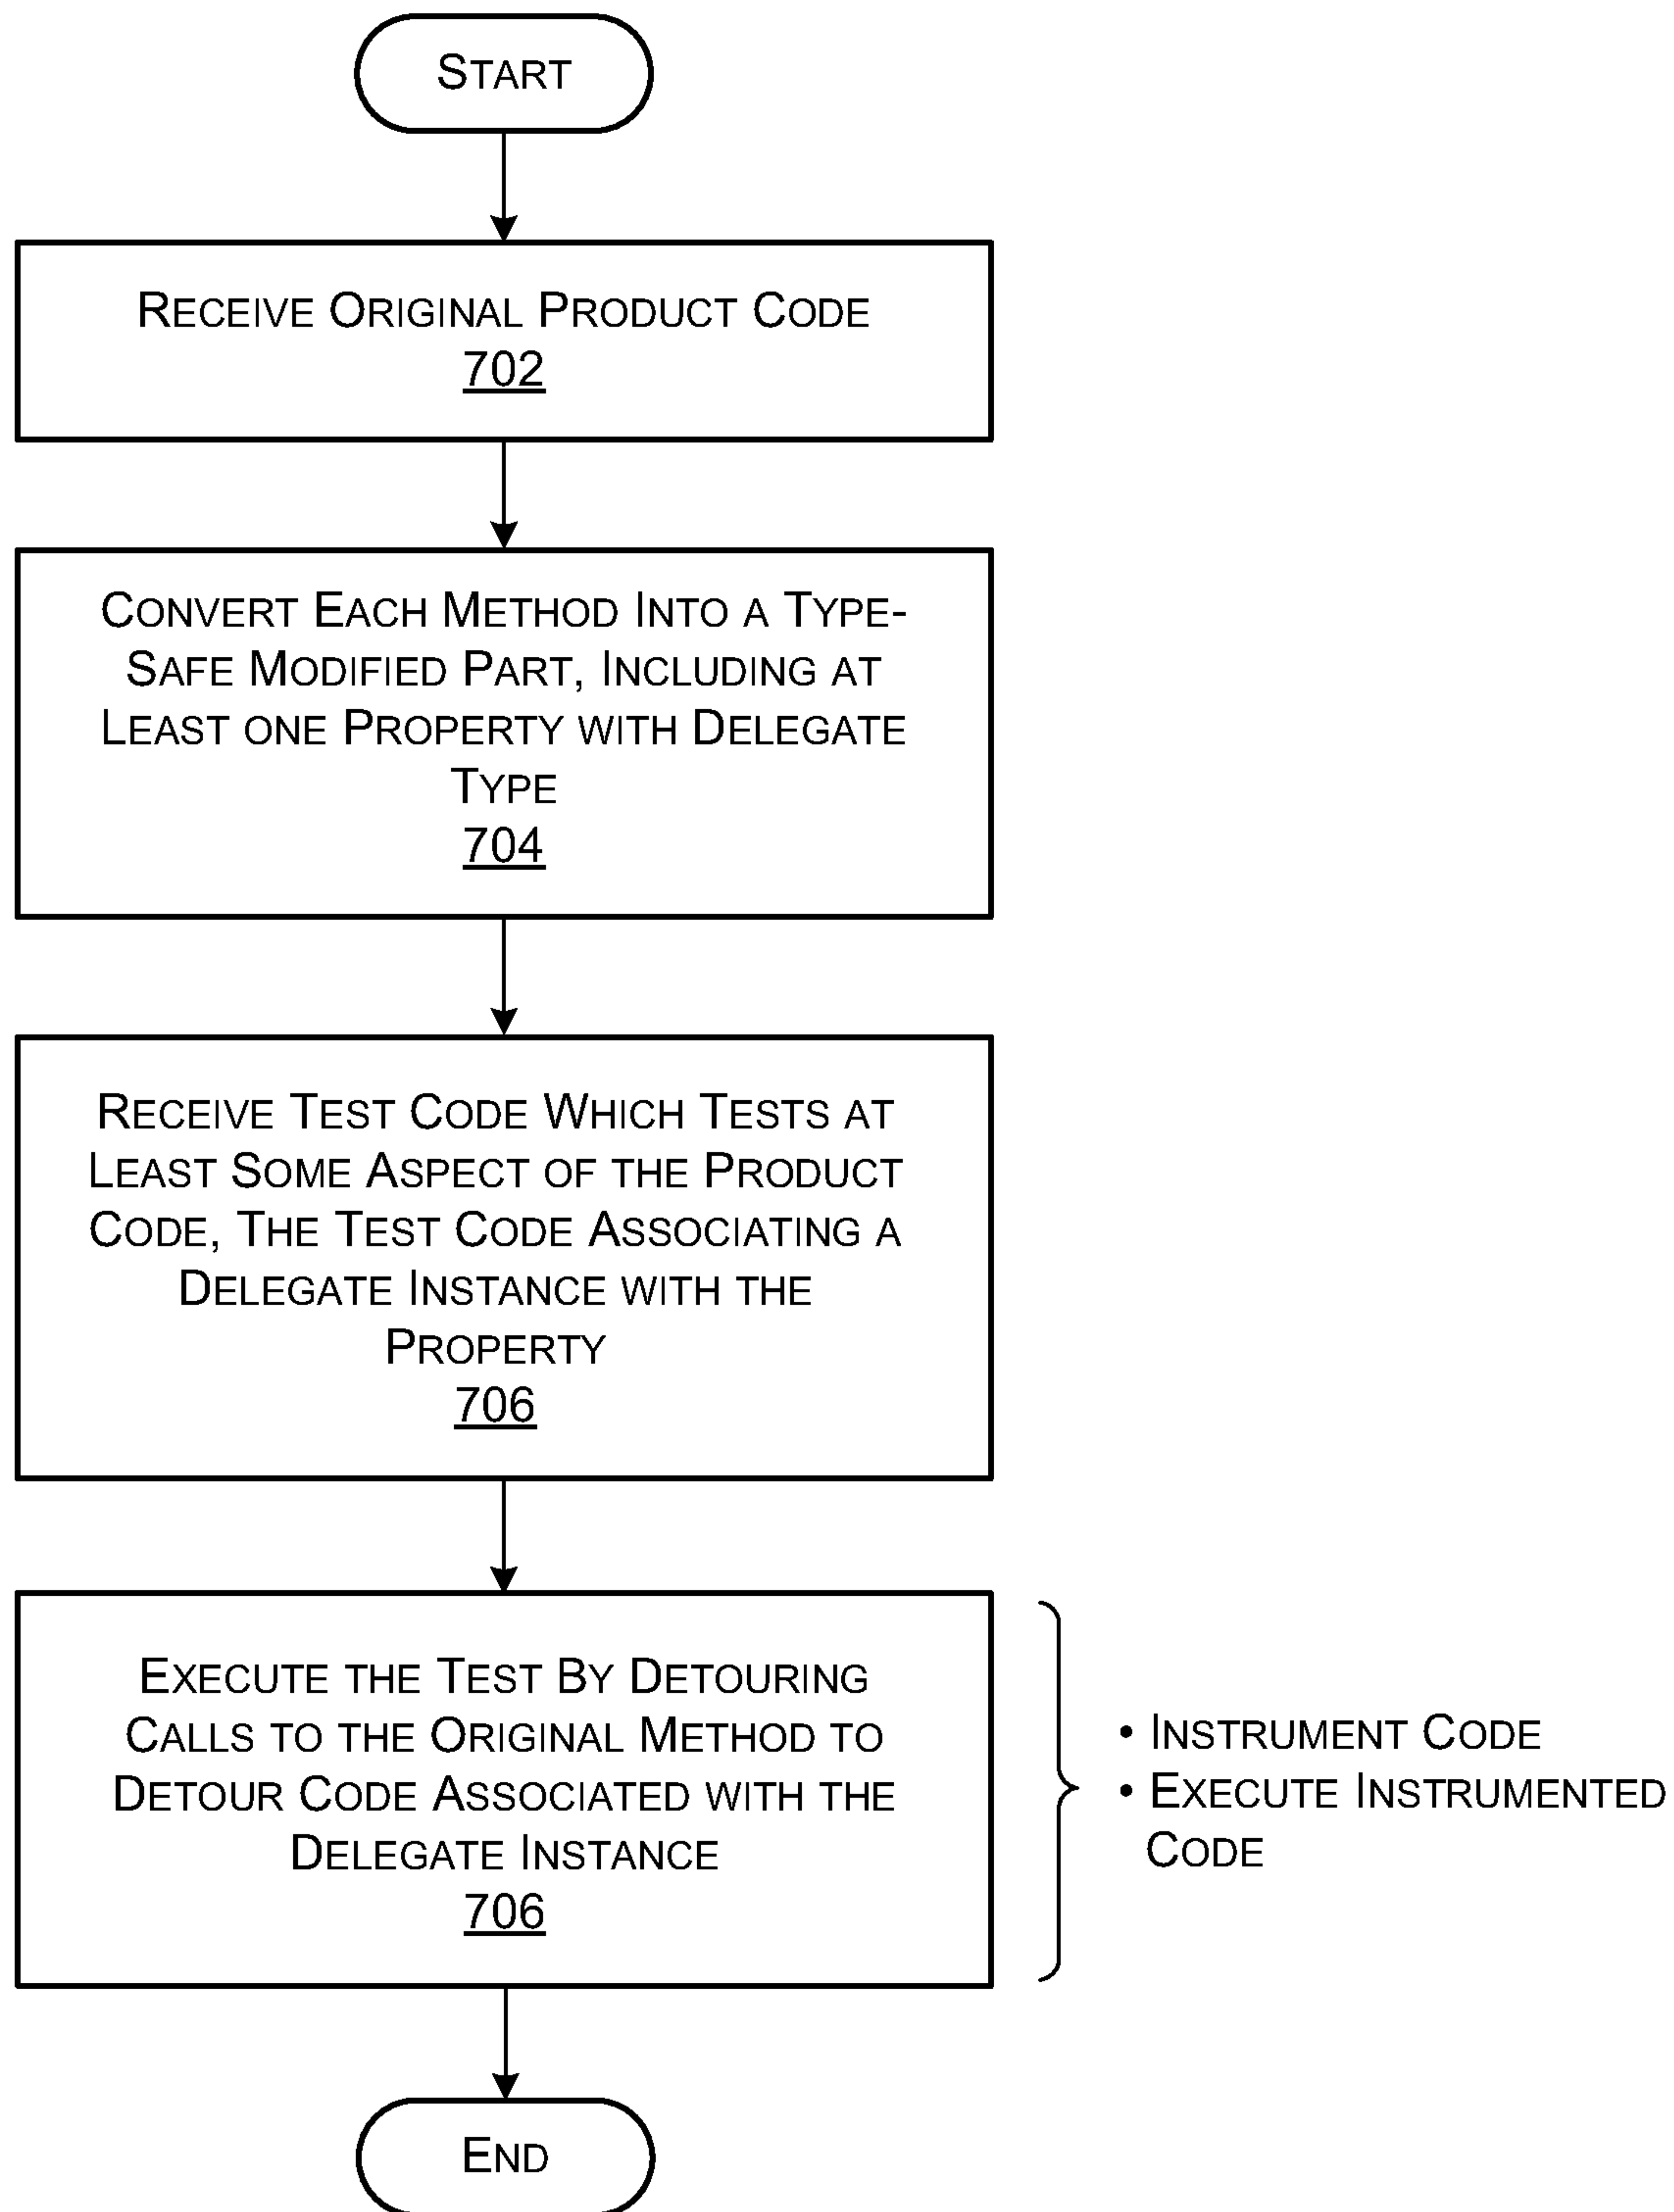 START
RECEIVE ORIGINAL PRODUCT CODE
702
CONVERT EACH METHOD INTO A TYPE-
SAFE MODIFIED PART, INCLUDING AT
LEAST ONE PROPERTY WITH DELEGATE
TYPE
704
RECEIVE TEST CODE WHICH TESTS AT
LEAST SOME ASPECT OF THE PRODUCT
CODE, THE TEST CODE ASSOCIATING A
DELEGATE INSTANCE WITH THE
PROPERTY
706
EXECUTE THE TEST BY DETOURING
CALLS TO THE ORIGINAL METHOD TO
DETOUR CODE ASSOCIATED WITH THE
DELEGATE INSTANCE
706
• INSTRUMENT CODE
• EXECUTE INSTRUMENTED
CODE
END